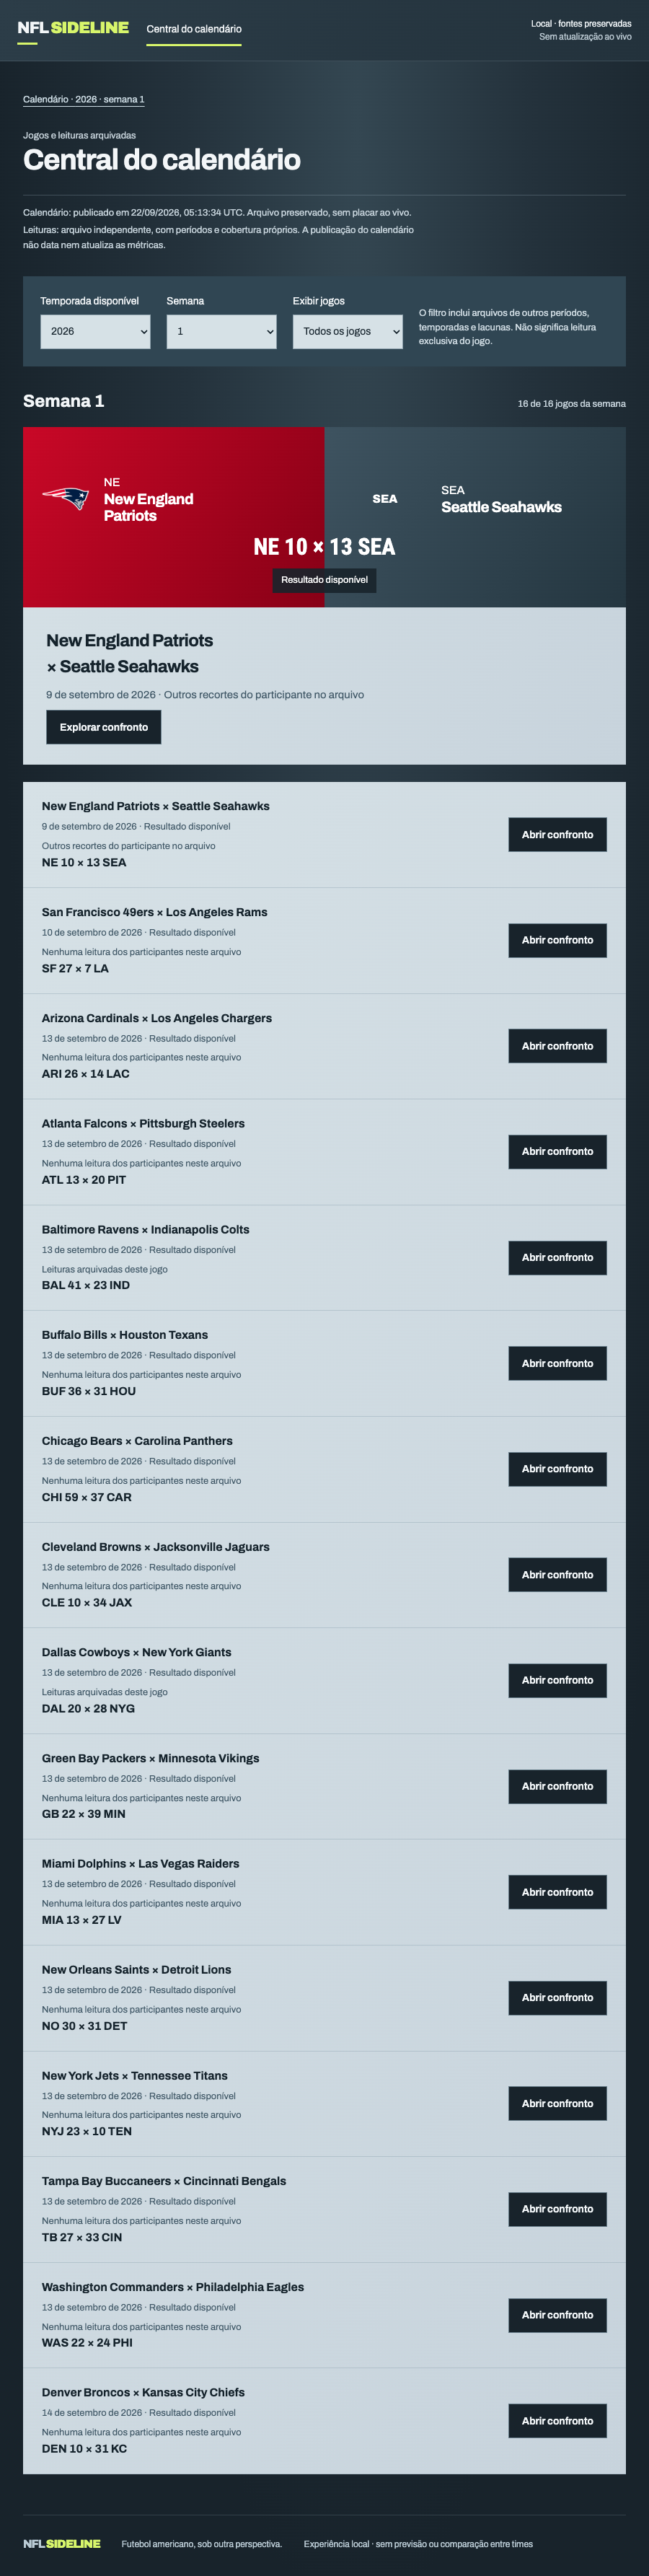 NFL SIDELINE
Central do calendário
Local · fontes preservadas
Sem atualização ao vivo
Calendário · 2026 · semana 1
Jogos e leituras arquivadas
Central do calendário
Calendário: publicado em 22/09/2026, 05:13:34 UTC. Arquivo preservado, sem placar ao vivo.
Leituras: arquivo independente, com períodos e cobertura próprios. A publicação do calendário
não data nem atualiza as métricas.
Temporada disponível
Semana
Exibir jogos
2026
1
Todos os jogos
O filtro inclui arquivos de outros períodos,
temporadas e lacunas. Não significa leitura
exclusiva do jogo.
Semana 1
16 de 16 jogos da semana
NE
New England
Patriots
SEA
SEA
Seattle Seahawks
NE 10 × 13 SEA
Resultado disponível
New England Patriots
× Seattle Seahawks
9 de setembro de 2026 · Outros recortes do participante no arquivo
Explorar confronto
New England Patriots × Seattle Seahawks
9 de setembro de 2026 · Resultado disponível
Outros recortes do participante no arquivo
NE 10 × 13 SEA
Abrir confronto
San Francisco 49ers × Los Angeles Rams
10 de setembro de 2026 · Resultado disponível
Nenhuma leitura dos participantes neste arquivo
SF 27 × 7 LA
Abrir confronto
Arizona Cardinals × Los Angeles Chargers
13 de setembro de 2026 · Resultado disponível
Nenhuma leitura dos participantes neste arquivo
ARI 26 × 14 LAC
Abrir confronto
Atlanta Falcons × Pittsburgh Steelers
13 de setembro de 2026 · Resultado disponível
Nenhuma leitura dos participantes neste arquivo
ATL 13 × 20 PIT
Abrir confronto
Baltimore Ravens × Indianapolis Colts
13 de setembro de 2026 · Resultado disponível
Leituras arquivadas deste jogo
BAL 41 × 23 IND
Abrir confronto
Buffalo Bills × Houston Texans
13 de setembro de 2026 · Resultado disponível
Nenhuma leitura dos participantes neste arquivo
BUF 36 × 31 HOU
Abrir confronto
Chicago Bears × Carolina Panthers
13 de setembro de 2026 · Resultado disponível
Nenhuma leitura dos participantes neste arquivo
CHI 59 × 37 CAR
Abrir confronto
Cleveland Browns × Jacksonville Jaguars
13 de setembro de 2026 · Resultado disponível
Nenhuma leitura dos participantes neste arquivo
CLE 10 × 34 JAX
Abrir confronto
Dallas Cowboys × New York Giants
13 de setembro de 2026 · Resultado disponível
Leituras arquivadas deste jogo
DAL 20 × 28 NYG
Abrir confronto
Green Bay Packers × Minnesota Vikings
13 de setembro de 2026 · Resultado disponível
Nenhuma leitura dos participantes neste arquivo
GB 22 × 39 MIN
Abrir confronto
Miami Dolphins × Las Vegas Raiders
13 de setembro de 2026 · Resultado disponível
Nenhuma leitura dos participantes neste arquivo
MIA 13 × 27 LV
Abrir confronto
New Orleans Saints × Detroit Lions
13 de setembro de 2026 · Resultado disponível
Nenhuma leitura dos participantes neste arquivo
NO 30 × 31 DET
Abrir confronto
New York Jets × Tennessee Titans
13 de setembro de 2026 · Resultado disponível
Nenhuma leitura dos participantes neste arquivo
NYJ 23 × 10 TEN
Abrir confronto
Tampa Bay Buccaneers × Cincinnati Bengals
13 de setembro de 2026 · Resultado disponível
Nenhuma leitura dos participantes neste arquivo
TB 27 × 33 CIN
Abrir confronto
Washington Commanders × Philadelphia Eagles
13 de setembro de 2026 · Resultado disponível
Nenhuma leitura dos participantes neste arquivo
WAS 22 × 24 PHI
Abrir confronto
Denver Broncos × Kansas City Chiefs
14 de setembro de 2026 · Resultado disponível
Nenhuma leitura dos participantes neste arquivo
DEN 10 × 31 KC
Abrir confronto
NFL SIDELINE
Futebol americano, sob outra perspectiva.
Experiência local · sem previsão ou comparação entre times